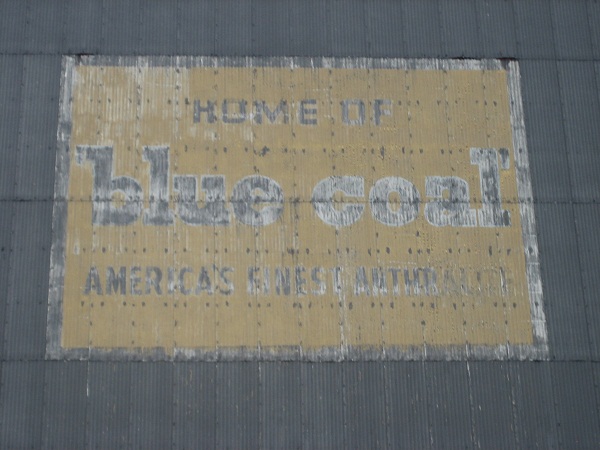 HOME OF
'blue coal'
AMERICA'S FINEST ANTHRACITE